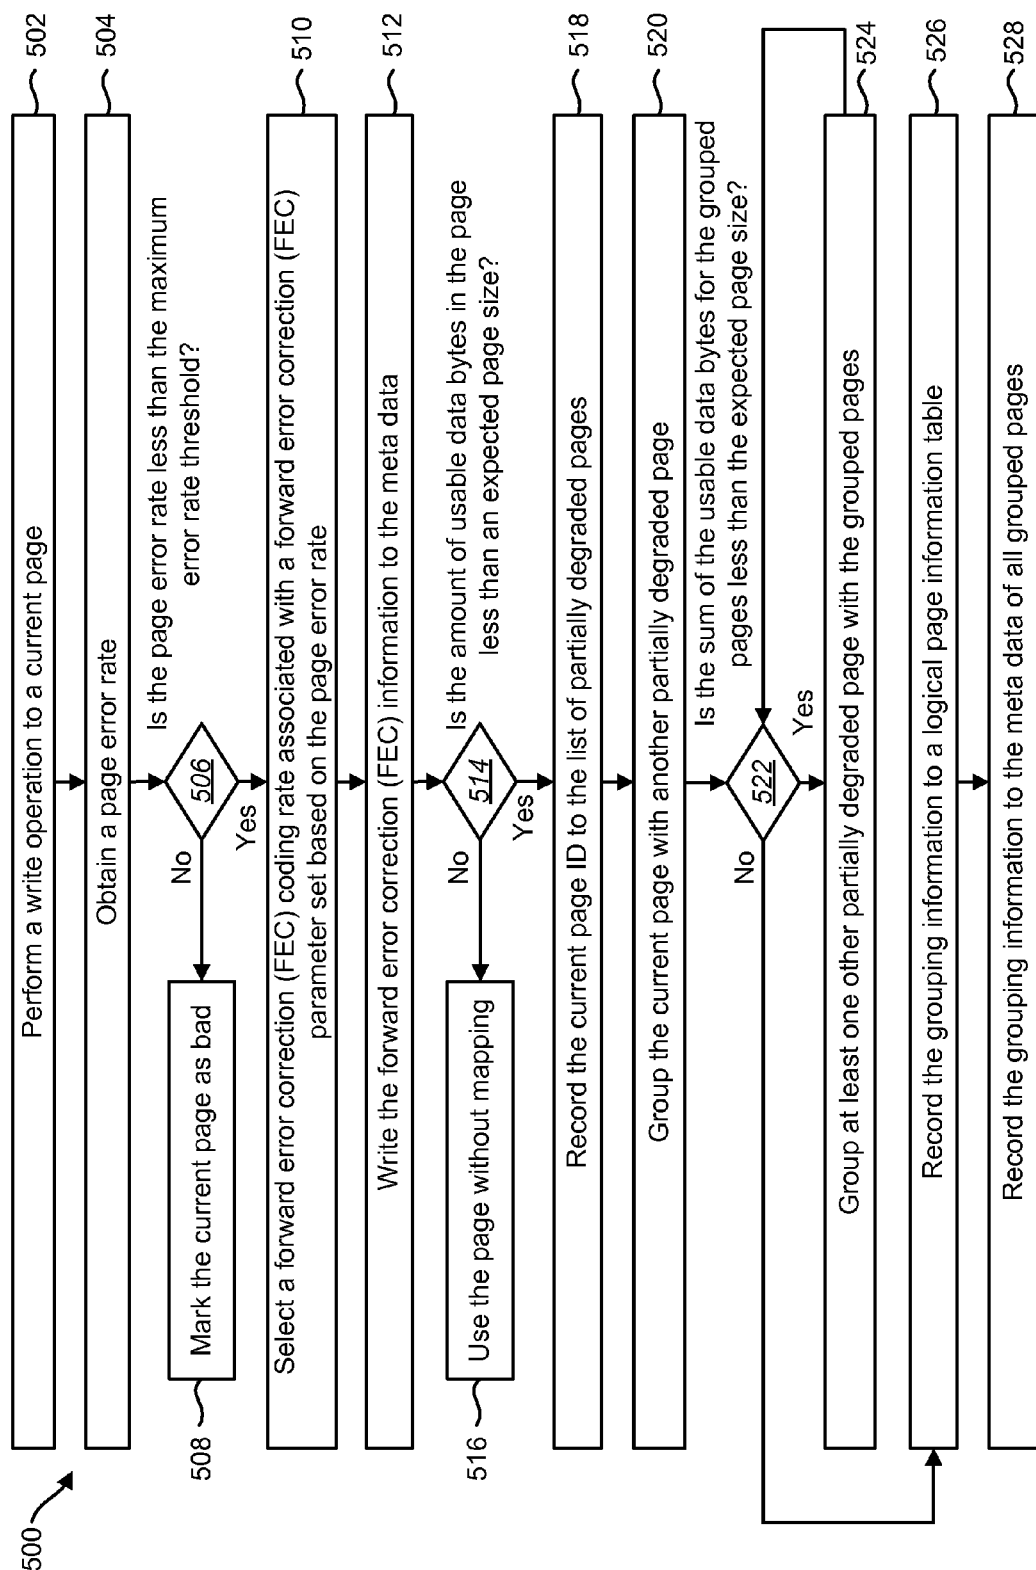 500
Perform a write operation to a current page
502
Obtain a page error rate
504
Is the page error rate less than the maximum
error rate threshold?
506
No
Yes
Mark the current page as bad
508
Select a forward error correction (FEC) coding rate associated with a forward error correction (FEC)
parameter set based on the page error rate
510
Write the forward error correction (FEC) information to the meta data
512
Is the amount of usable data bytes in the page
less than an expected page size?
514
No
Yes
Use the page without mapping
516
Record the current page ID to the list of partially degraded pages
518
Group the current page with another partially degraded page
520
Is the sum of the usable data bytes for the grouped
pages less than the expected page size?
522
No
Yes
Group at least one other partially degraded page with the grouped pages
524
Record the grouping information to a logical page information table
526
Record the grouping information to the meta data of all grouped pages
528